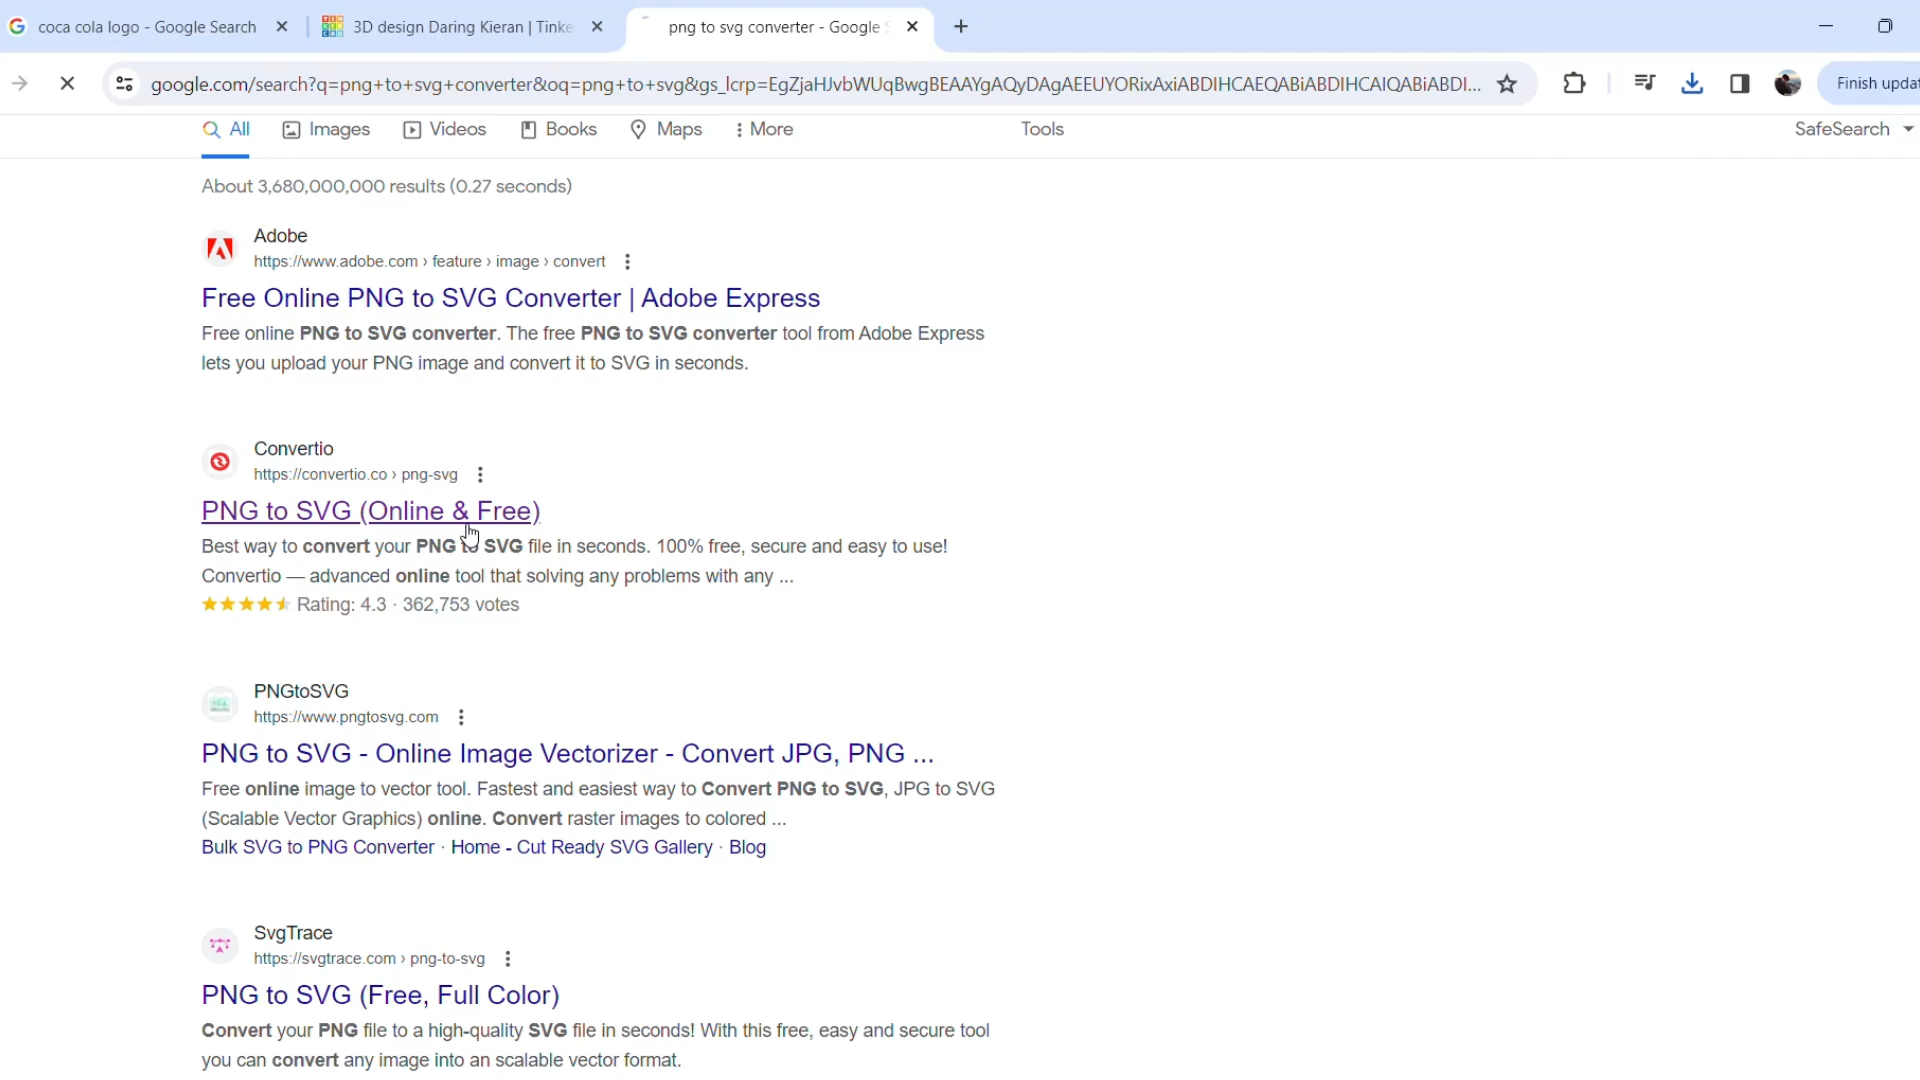 coca cola logo - Google Search
3D design Daring Kieran | Tinke
png to svg converter - Google S
google.com/search?q=png+to+svg+converter&oq=png+to+svg&gs_lcrp=EgZjaHJvbWUqBwgBEAAYgAQyDAgAEEUYORixAxiABDIHCAEQABiABDIHCAIQABiABDI...
Finish updat
All Images Videos Books Maps More Tools SafeSearch
About 3,680,000,000 results (0.27 seconds)
Adobe
https://www.adobe.com › feature › image › convert
Free Online PNG to SVG Converter | Adobe Express
Free online PNG to SVG converter. The free PNG to SVG converter tool from Adobe Express
lets you upload your PNG image and convert it to SVG in seconds.
Convertio
https://convertio.co › png-svg
PNG to SVG (Online & Free)
Best way to convert your PNG to SVG file in seconds. 100% free, secure and easy to use!
Convertio — advanced online tool that solving any problems with any ...
Rating: 4.3 · 362,753 votes
PNGtoSVG
https://www.pngtosvg.com
PNG to SVG - Online Image Vectorizer - Convert JPG, PNG ...
Free online image to vector tool. Fastest and easiest way to Convert PNG to SVG, JPG to SVG
(Scalable Vector Graphics) online. Convert raster images to colored ...
Bulk SVG to PNG Converter · Home - Cut Ready SVG Gallery · Blog
SvgTrace
https://svgtrace.com › png-to-svg
PNG to SVG (Free, Full Color)
Convert your PNG file to a high-quality SVG file in seconds! With this free, easy and secure tool
you can convert any image into an scalable vector format.